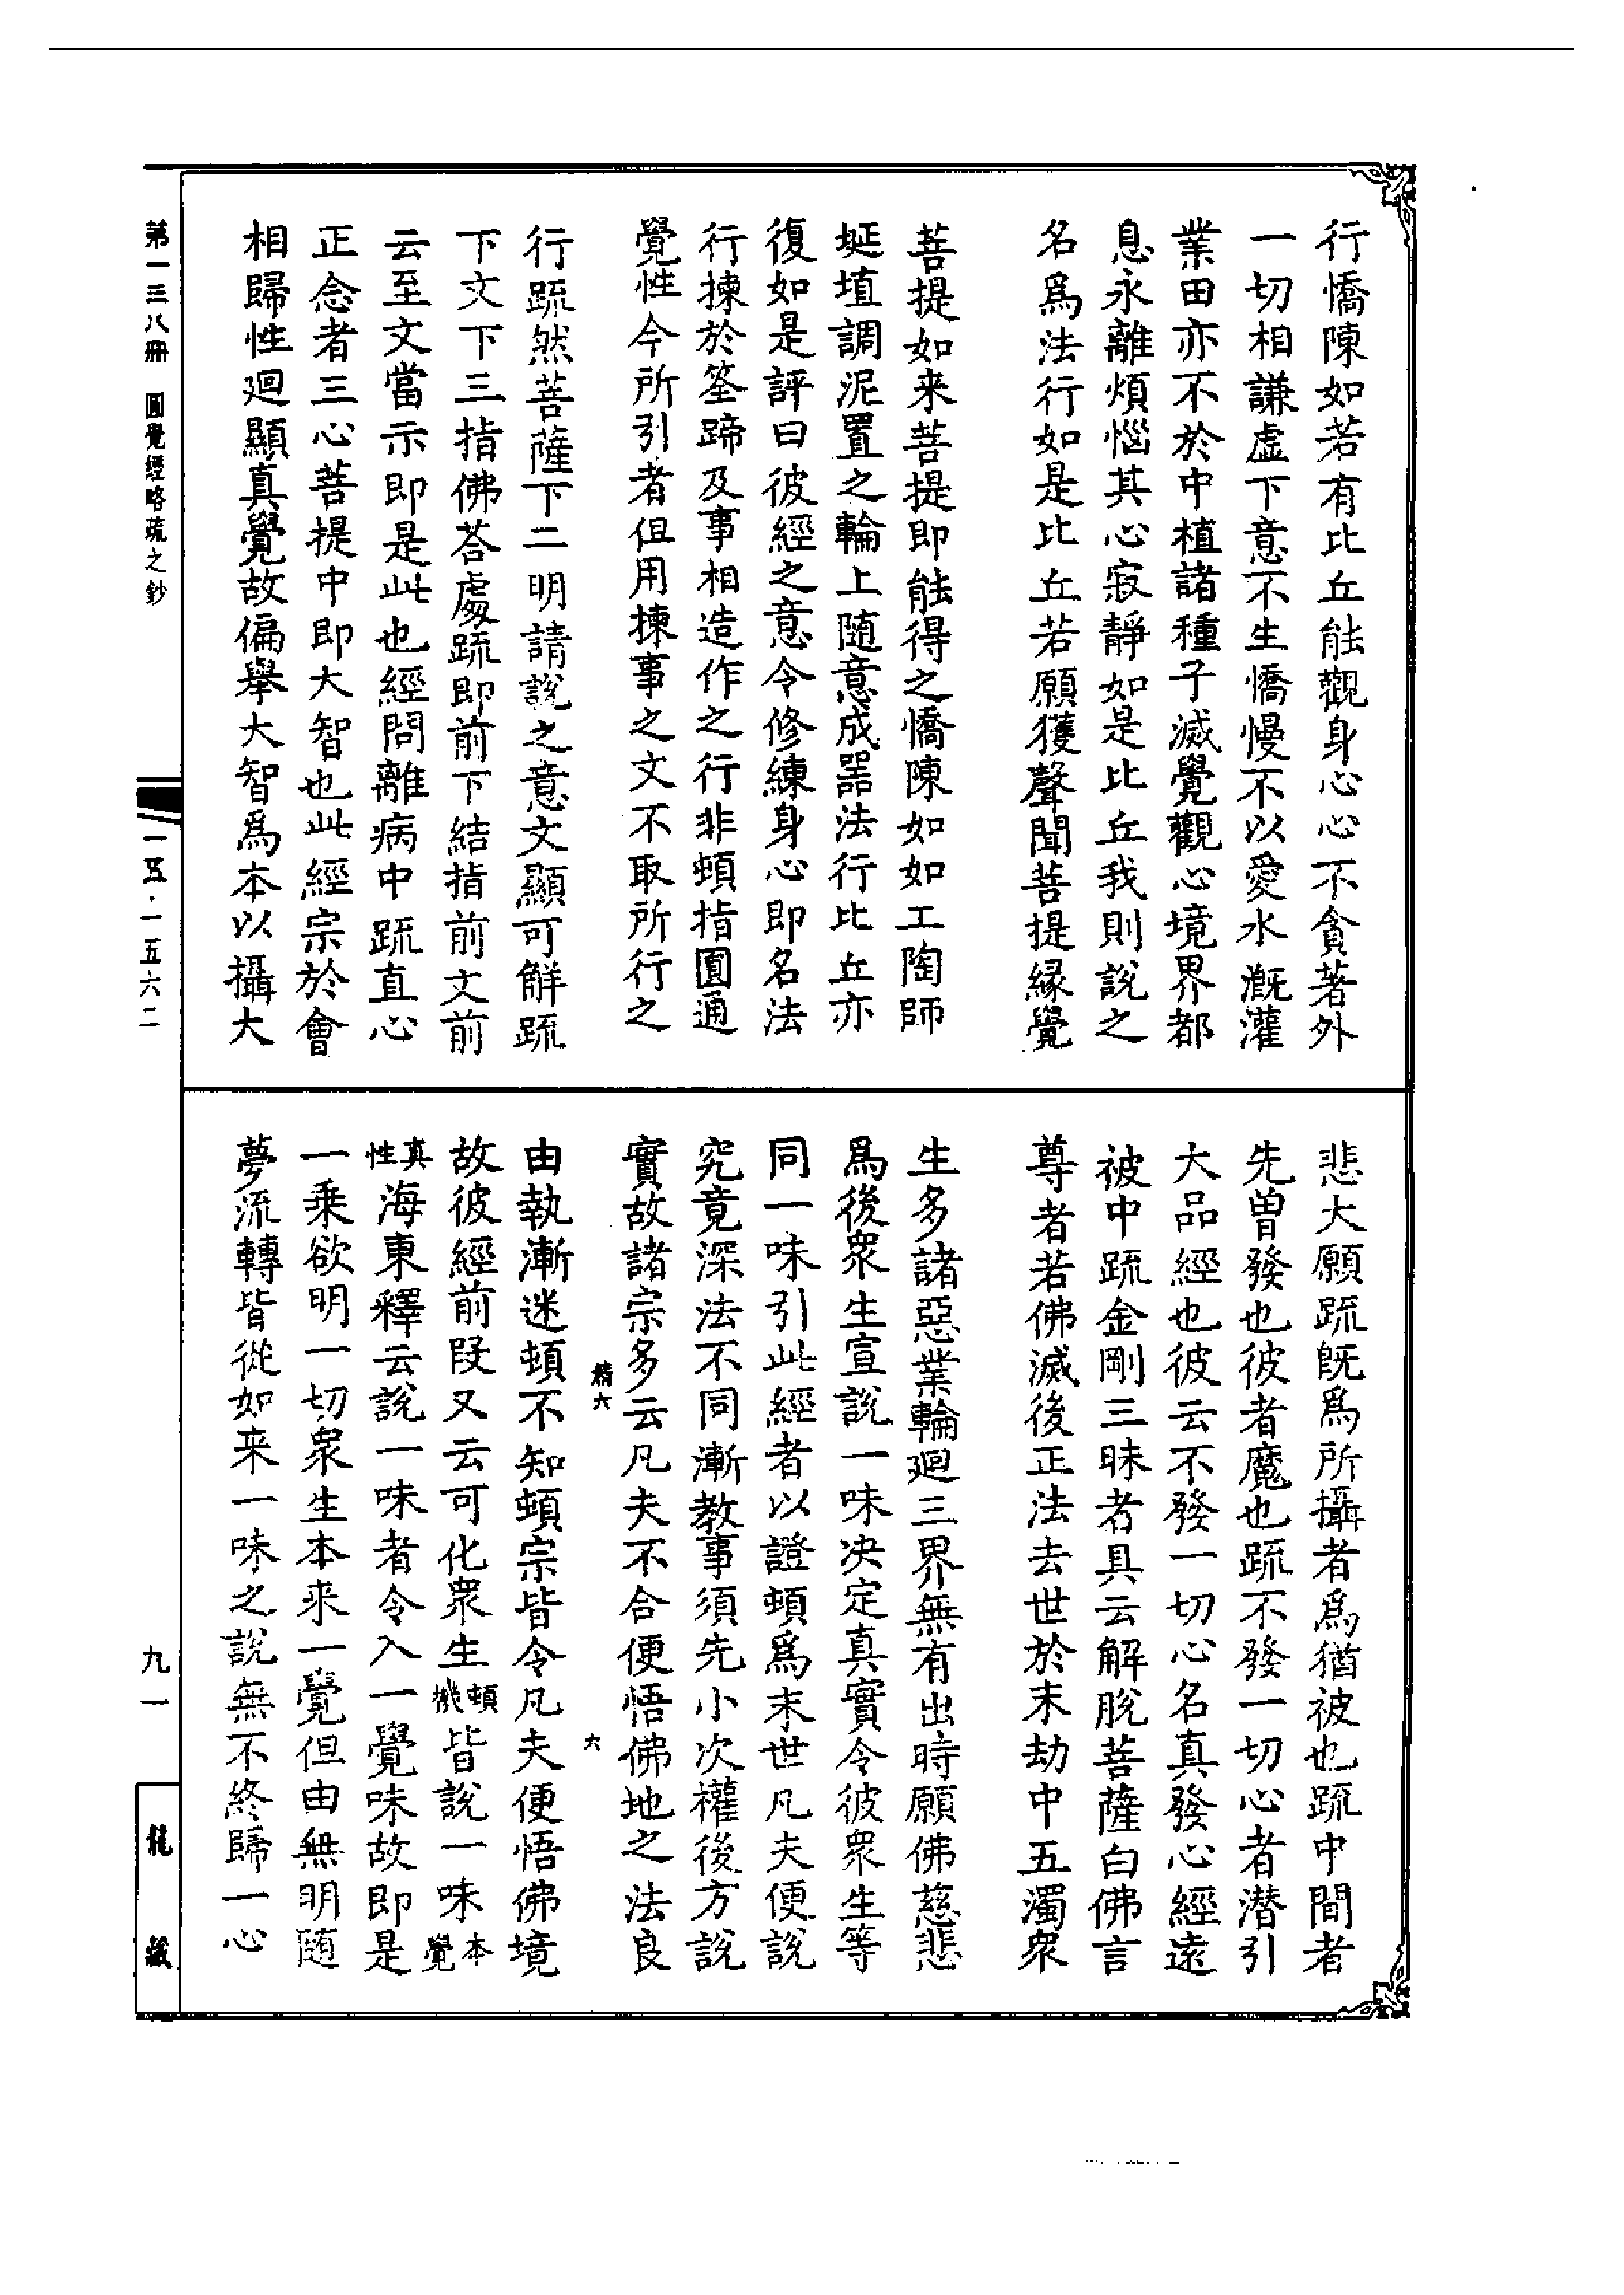 行憍陳如若有比丘能觀身心心不貪著外
一切相謙虛下意不生憍慢不以愛水溉灌
業田亦不於中植諸種子滅覺觀心境界都
息永離煩惱其心寂靜如是比丘我則說之
名爲法行如是比丘若願獲聲聞菩提緣覺
菩提如來菩提即能得之憍陳如如工陶師
埏埴調泥置之輪上隨意成器法行比丘亦
復如是評曰彼經之意令修練身心即名法
行揀於筌蹄及事相造作之行非頓指圓通
覺性今所引者但用揀事之文不取所行之
行疏然菩薩下二明請說之意文顯可解疏
下文下三指佛荅處疏即前下結指前文前
云至文當示即是此也經問離病中疏直心
正念者三心菩提中即大智也此經宗於會
相歸性廻顯真覺故偏舉大智爲本以攝大
悲大願疏旣爲所攝者爲猶被也疏中間者
先曾發也彼者魔也疏不發一切心者潛引
大品經也彼云不發一切心名真發心經遠
被中疏金剛三昧者具云解脫菩薩白佛言
尊者若佛滅後正法去世於末劫中五濁衆
生多諸惡業輪廻三界無有出時願佛慈悲
爲後衆生宣說一味決定真實令彼衆生等
同一味引此經者以證頓爲末世凡夫便說
究竟深法不同漸教事須先小次權後方說
實故諸宗多云凡夫不合便悟佛地之法良
精六
六
由執漸迷頓不知頓宗皆令凡夫便悟佛境
故彼經前段又云可化衆生頓機皆說一味本覺
真性海東釋云說一味者令入一覺味故即是
一乘欲明一切衆生本來一覺但由無明隨
夢流轉皆從如來一味之說無不終歸一心
第一三八冊　圓覺經略疏之鈔
一五·一五六二
九一
龍藏